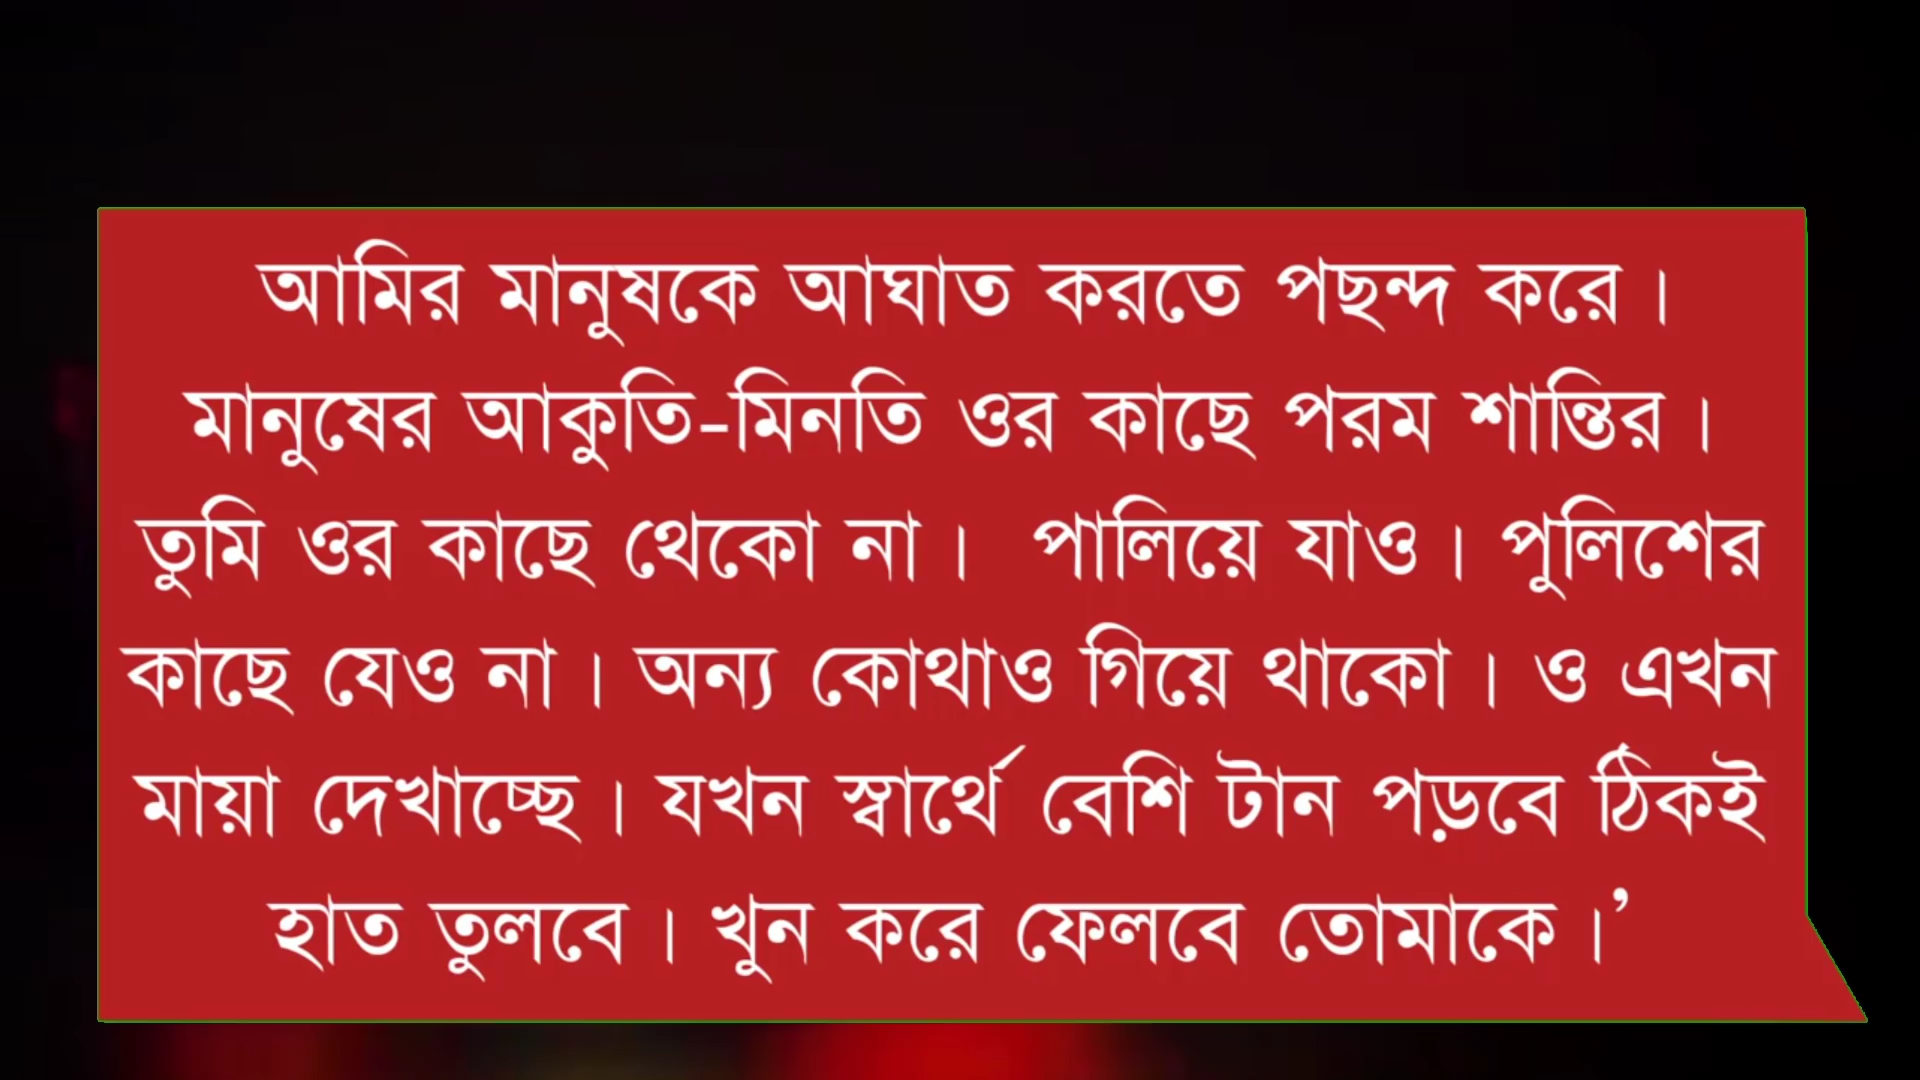 আমির মানুষকে আঘাত করতে পছন্দ করে।
মানুষের আকুতি-মিনতি ওর কাছে পরম শান্তির।
তুমি ওর কাছে থেকো না। পালিয়ে যাও। পুলিশের
কাছে যেও না। অন্য কোথাও গিয়ে থাকো। ও এখন
মায়া দেখাচ্ছে। যখন স্বার্থে বেশি টান পড়বে ঠিকই
হাত তুলবে। খুন করে ফেলবে তোমাকে।’